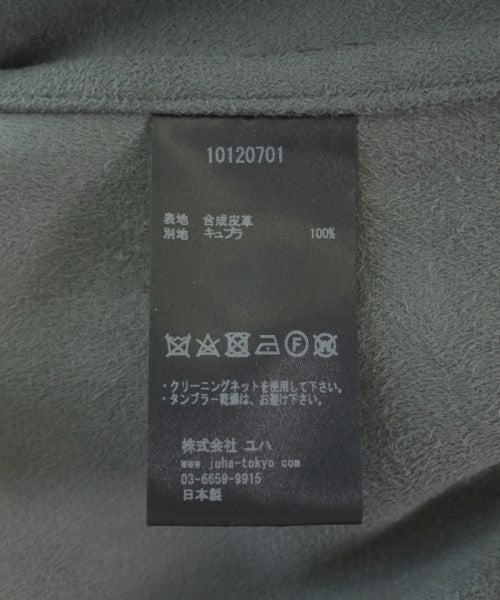 10120701
表地 合成皮革
別地 キュプラ 100%
F W
・クリーニングネットを使用して下さい。
・タンブラー乾燥は、お避け下さい。
株式会社 ユハ
www.juha-tokyo.com
03-6659-9915
日本製